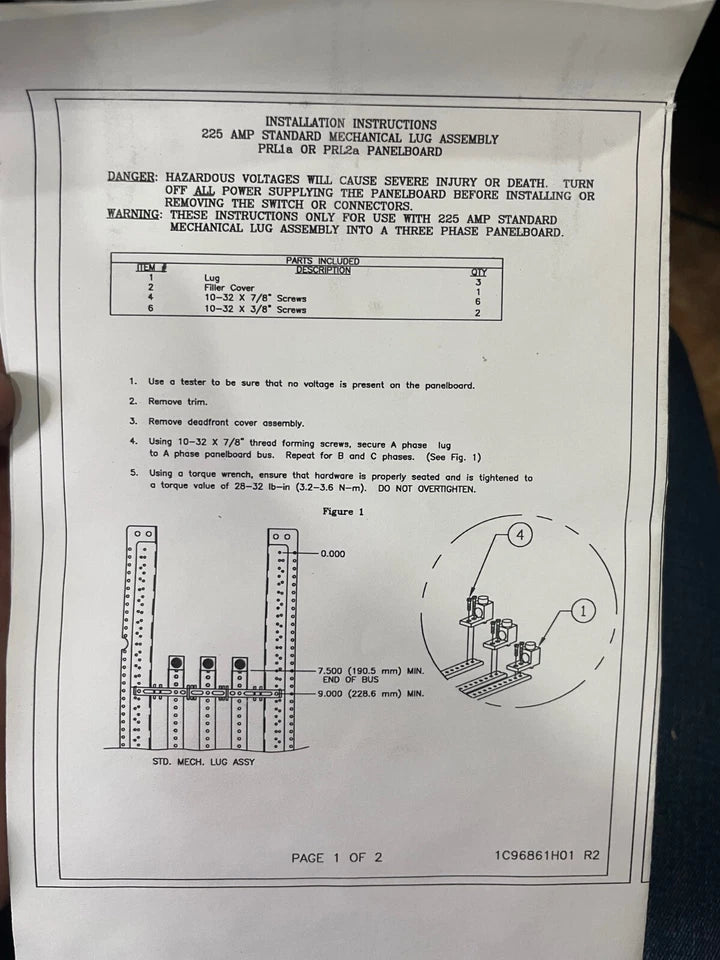 INSTALLATION INSTRUCTIONS
225 AMP STANDARD MECHANICAL LUG ASSEMBLY
PRL1a OR PRL2a PANELBOARD
DANGER: HAZARDOUS VOLTAGES WILL CAUSE SEVERE INJURY OR DEATH. TURN
OFF ALL POWER SUPPLYING THE PANELBOARD BEFORE INSTALLING OR
REMOVING THE SWITCH OR CONNECTORS.
WARNING: THESE INSTRUCTIONS ONLY FOR USE WITH 225 AMP STANDARD
MECHANICAL LUG ASSEMBLY INTO A THREE PHASE PANELBOARD.
PARTS INCLUDED
ITEM # DESCRIPTION QTY
1 Lug 3
2 Filler Cover 1
4 10-32 X 7/8" Screws 6
6 10-32 X 3/8" Screws 2
1. Use a tester to be sure that no voltage is present on the panelboard.
2. Remove trim.
3. Remove deadfront cover assembly.
4. Using 10-32 X 7/8" thread forming screws, secure A phase lug
to A phase panelboard bus. Repeat for B and C phases. (See Fig. 1)
5. Using a torque wrench, ensure that hardware is properly seated and is tightened to
a torque value of 28-32 lb-in (3.2-3.6 N-m). DO NOT OVERTIGHTEN.
Figure 1
0.000
4
1
7.500 (190.5 mm) MIN.
END OF BUS
9.000 (228.6 mm) MIN.
STD. MECH. LUG ASSY
PAGE 1 OF 2
1C96861H01 R2